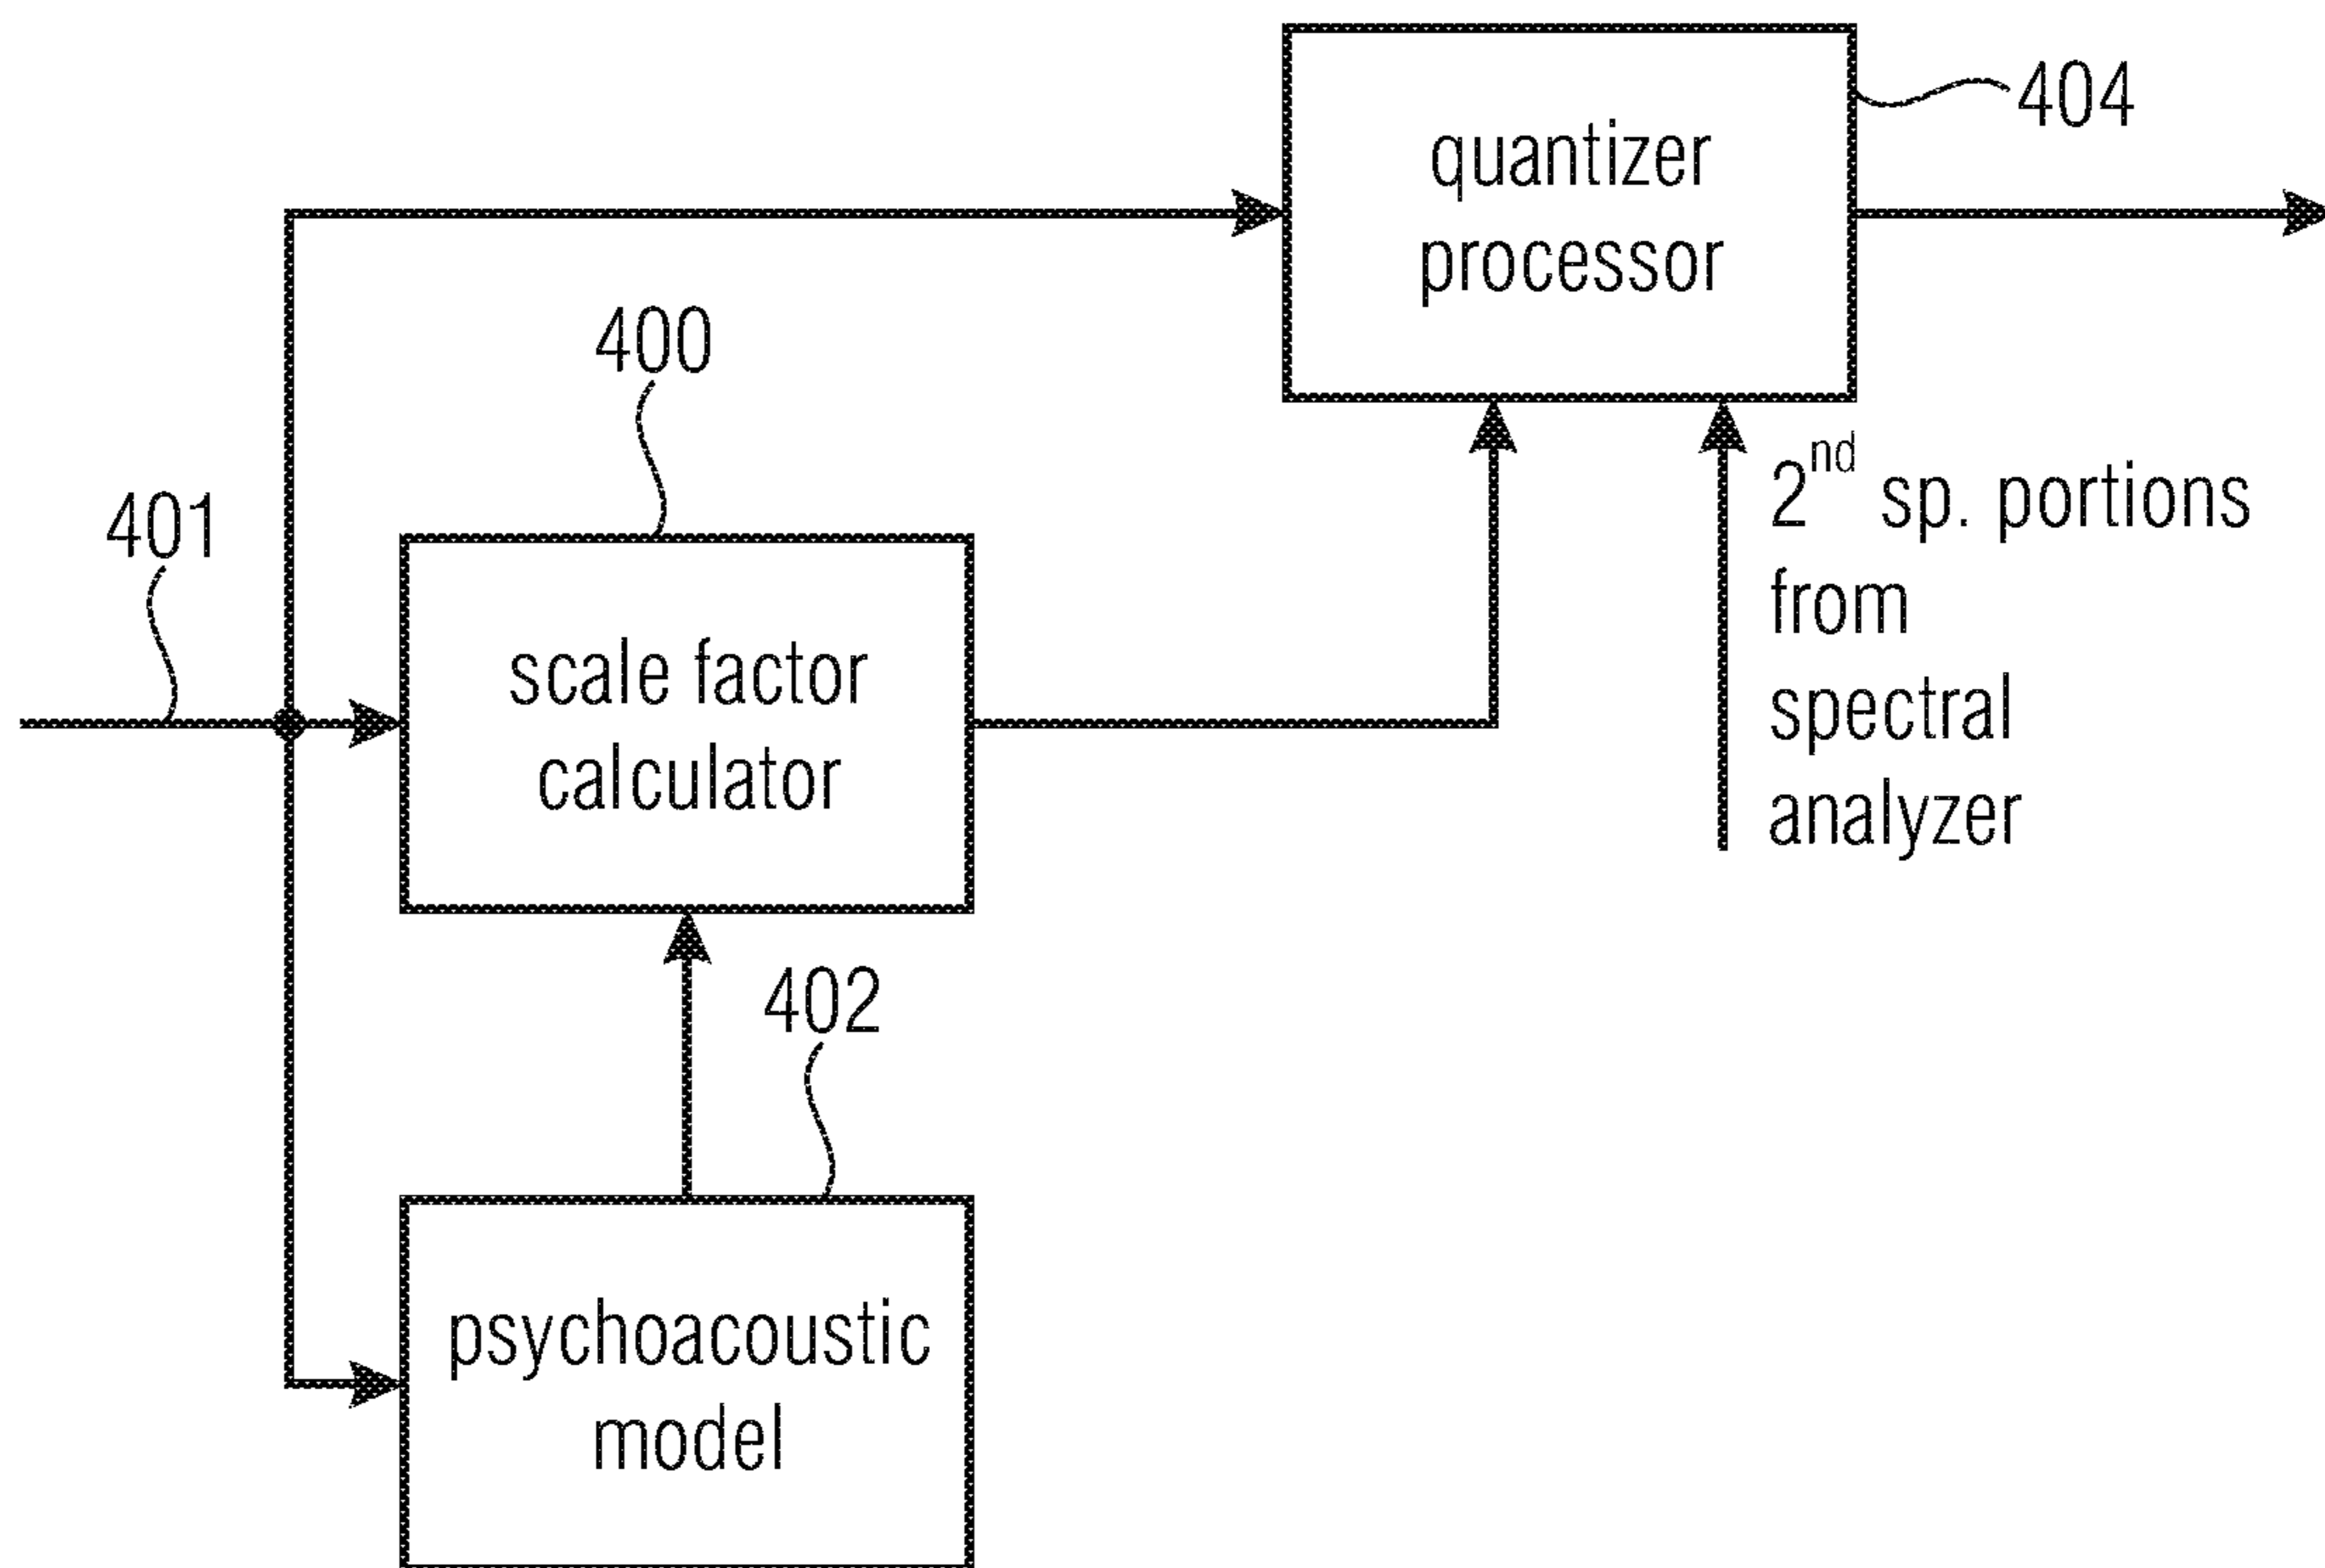 quantizer
processor
404
400
401
2nd sp. portions
from
spectral
analyzer
scale factor
calculator
402
psychoacoustic
model